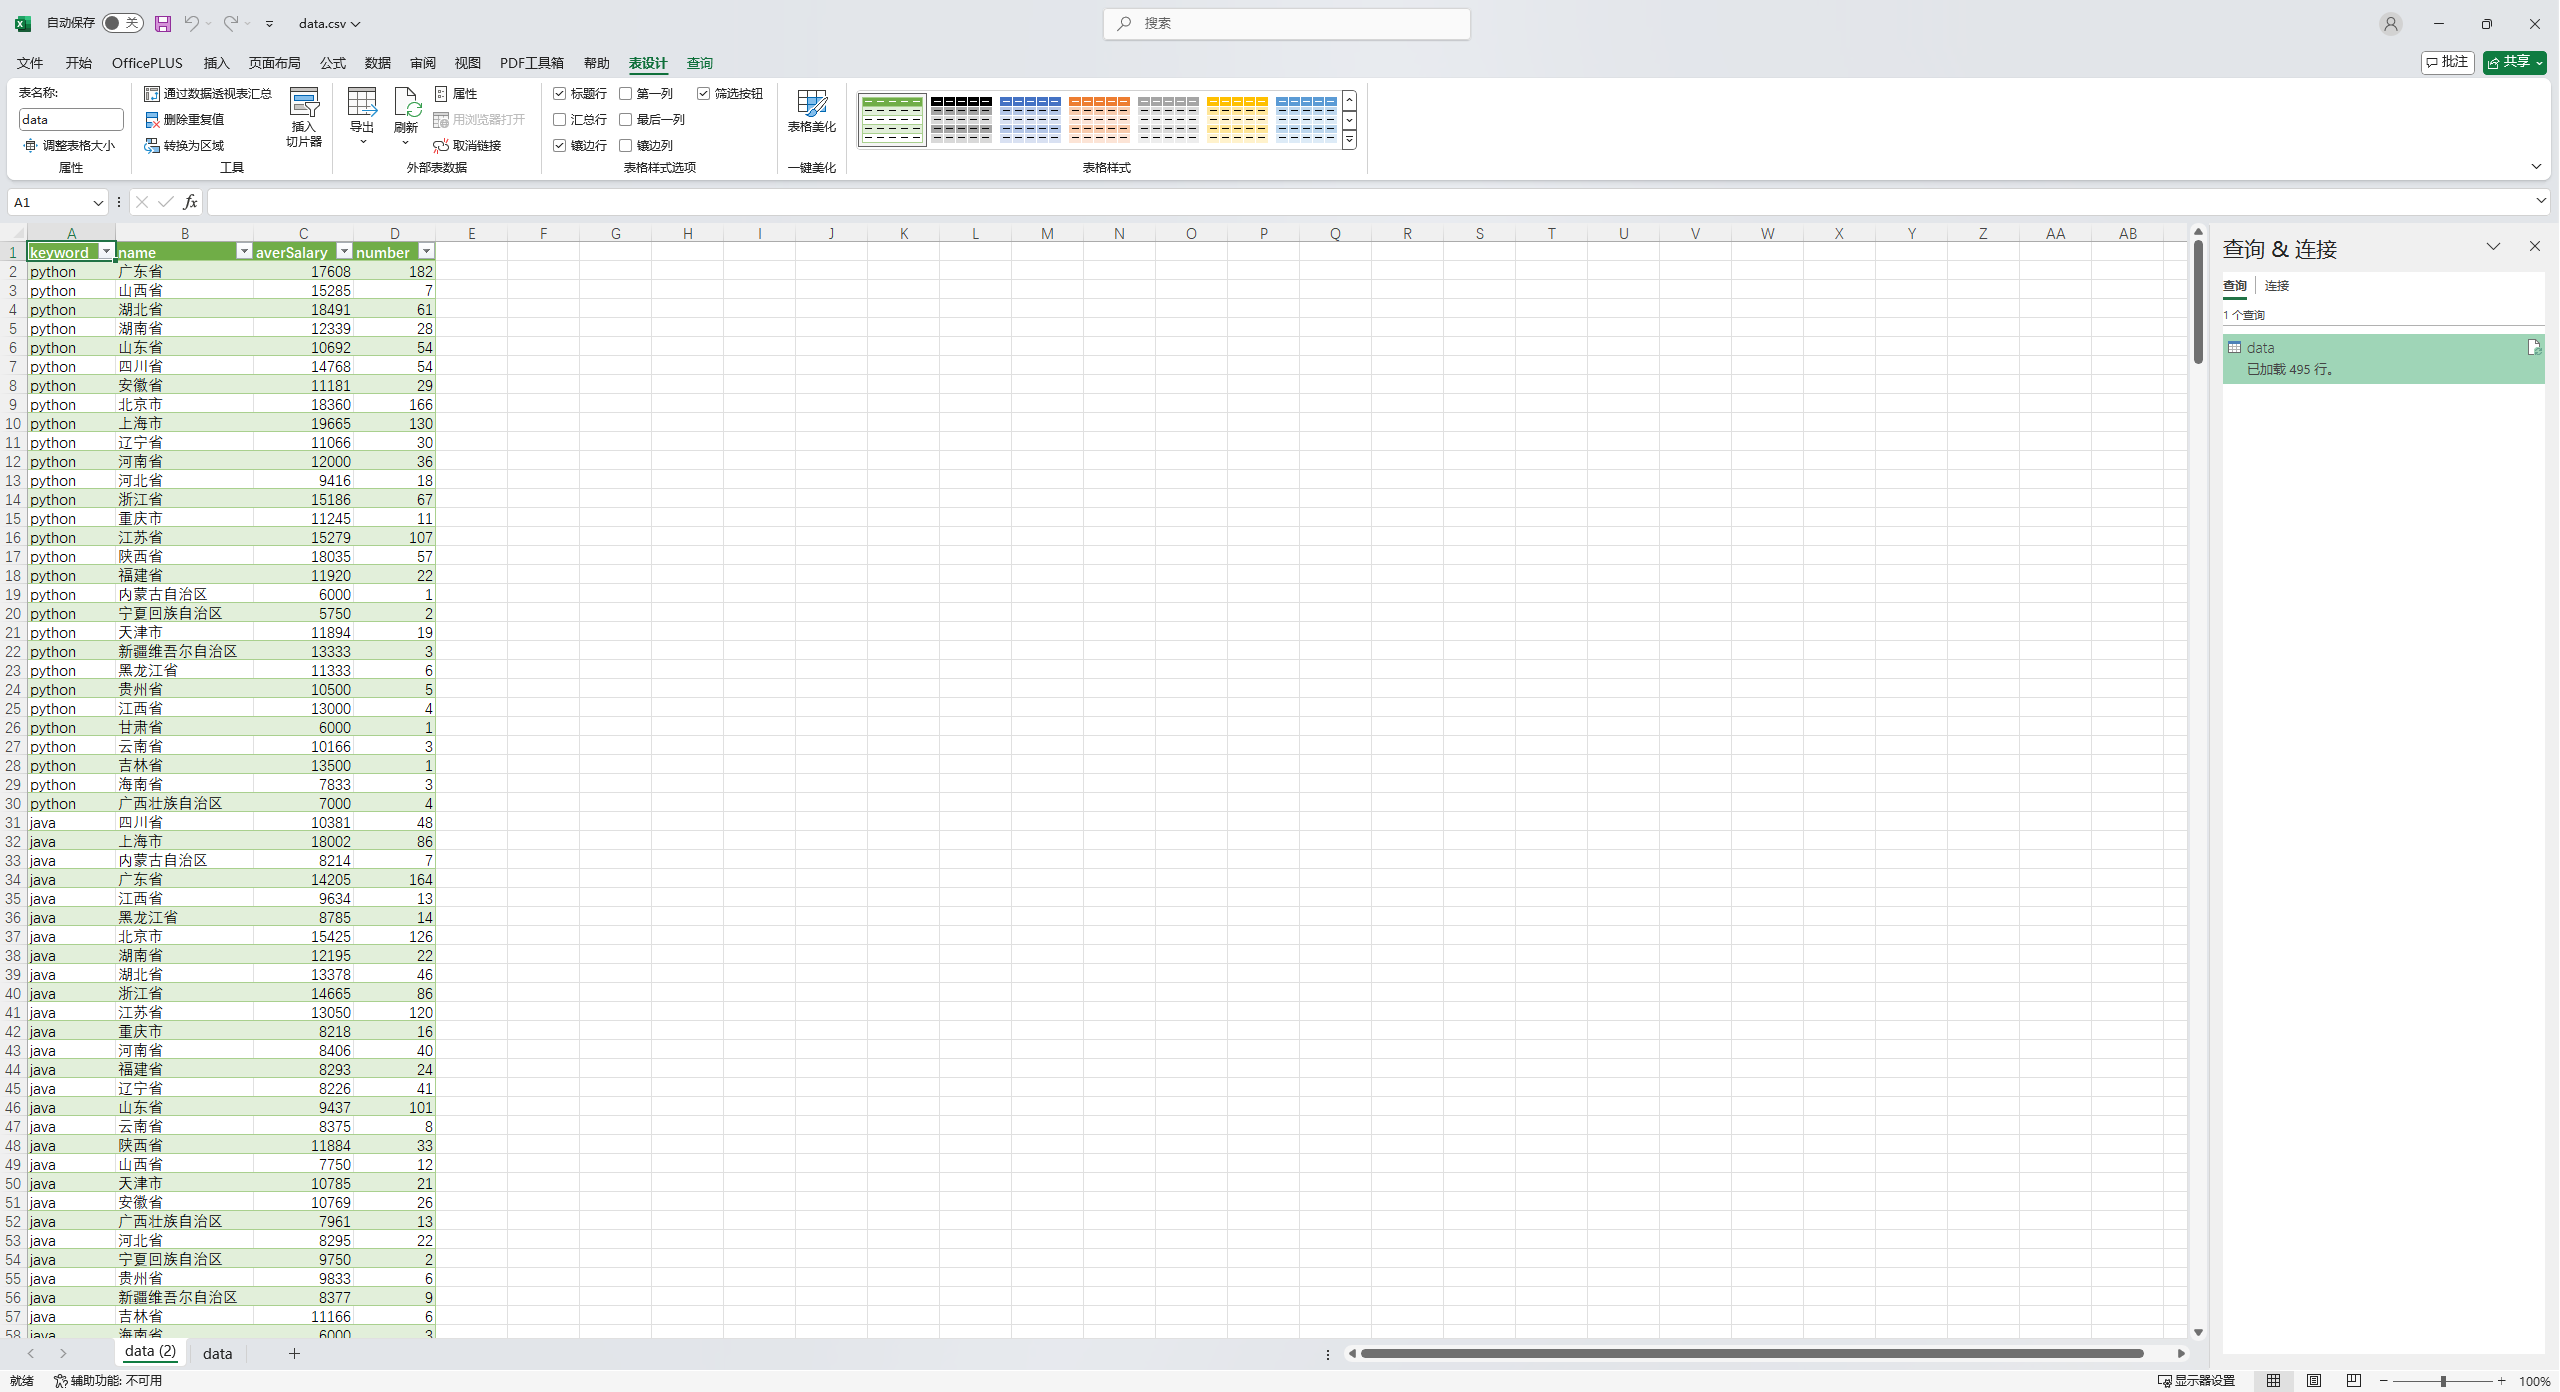 自动保存 关 data.csv 搜索
文件 开始 OfficePLUS 插入 页面布局 公式 数据 审阅 视图 PDF工具箱 帮助 表设计 查询 批注 共享
表名称: 通过数据透视表汇总 属性 标题行 第一列 筛选按钮
data 删除重复值 插入切片器 导出 刷新 用浏览器打开 汇总行 最后一列 表格美化
调整表格大小 转换为区域 取消链接 镶边行 镶边列
属性 工具 外部表数据 表格样式选项 一键美化 表格样式
A1 fx
A B C D E F G H I J K L M N O P Q R S T U V W X Y Z AA AB
1 keyword name averSalary number
2 python 广东省 17608 182
3 python 山西省 15285 7
4 python 湖北省 18491 61
5 python 湖南省 12339 28
6 python 山东省 10692 54
7 python 四川省 14768 54
8 python 安徽省 11181 29
9 python 北京市 18360 166
10 python 上海市 19665 130
11 python 辽宁省 11066 30
12 python 河南省 12000 36
13 python 河北省 9416 18
14 python 浙江省 15186 67
15 python 重庆市 11245 11
16 python 江苏省 15279 107
17 python 陕西省 18035 57
18 python 福建省 11920 22
19 python 内蒙古自治区 6000 1
20 python 宁夏回族自治区 5750 2
21 python 天津市 11894 19
22 python 新疆维吾尔自治区 13333 3
23 python 黑龙江省 11333 6
24 python 贵州省 10500 5
25 python 江西省 13000 4
26 python 甘肃省 6000 1
27 python 云南省 10166 3
28 python 吉林省 13500 1
29 python 海南省 7833 3
30 python 广西壮族自治区 7000 4
31 java 四川省 10381 48
32 java 上海市 18002 86
33 java 内蒙古自治区 8214 7
34 java 广东省 14205 164
35 java 江西省 9634 13
36 java 黑龙江省 8785 14
37 java 北京市 15425 126
38 java 湖南省 12195 22
39 java 湖北省 13378 46
40 java 浙江省 14665 86
41 java 江苏省 13050 120
42 java 重庆市 8218 16
43 java 河南省 8406 40
44 java 福建省 8293 24
45 java 辽宁省 8226 41
46 java 山东省 9437 101
47 java 云南省 8375 8
48 java 陕西省 11884 33
49 java 山西省 7750 12
50 java 天津市 10785 21
51 java 安徽省 10769 26
52 java 广西壮族自治区 7961 13
53 java 河北省 8295 22
54 java 宁夏回族自治区 9750 2
55 java 贵州省 9833 6
56 java 新疆维吾尔自治区 8377 9
57 java 吉林省 11166 6
58 java 海南省 6000 3
查询 & 连接
查询 连接
1 个查询
data
已加载 495 行。
data (2) data
就绪 辅助功能: 不可用 显示器设置 100%